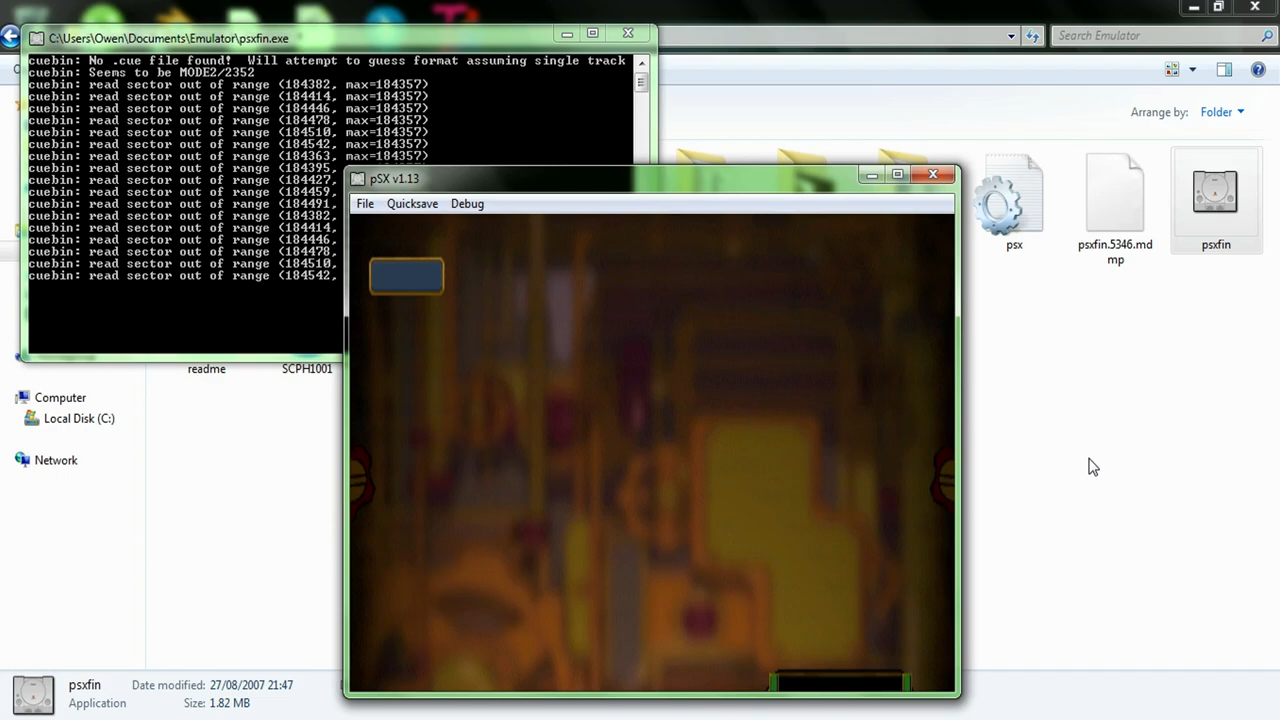 C:\Users\Owen\Documents\Emulator\psxfin.exe
Search Emulator
cuebin: No .cue file found!  Will attempt to guess format assuming single track
cuebin: Seems to be MODE2/2352
cuebin: read sector out of range (184382, max=184357)
cuebin: read sector out of range (184414, max=184357)
cuebin: read sector out of range (184446, max=184357)
cuebin: read sector out of range (184478, max=184357)
cuebin: read sector out of range (184510, max=184357)
cuebin: read sector out of range (184542, max=184357)
cuebin: read sector out of range (184363, max=184357)
cuebin: read sector out of range (184395,
cuebin: read sector out of range (184427,
cuebin: read sector out of range (184459,
cuebin: read sector out of range (184491,
cuebin: read sector out of range (184382,
cuebin: read sector out of range (184414,
cuebin: read sector out of range (184446,
cuebin: read sector out of range (184478,
cuebin: read sector out of range (184510,
cuebin: read sector out of range (184542,
Arrange by: Folder
pSX v1.13
File Quicksave Debug
psx
psxfin.5346.mdmp
psxfin
readme
SCPH1001
Computer
Local Disk (C:)
Network
psxfin Date modified: 27/08/2007 21:47
Application Size: 1.82 MB